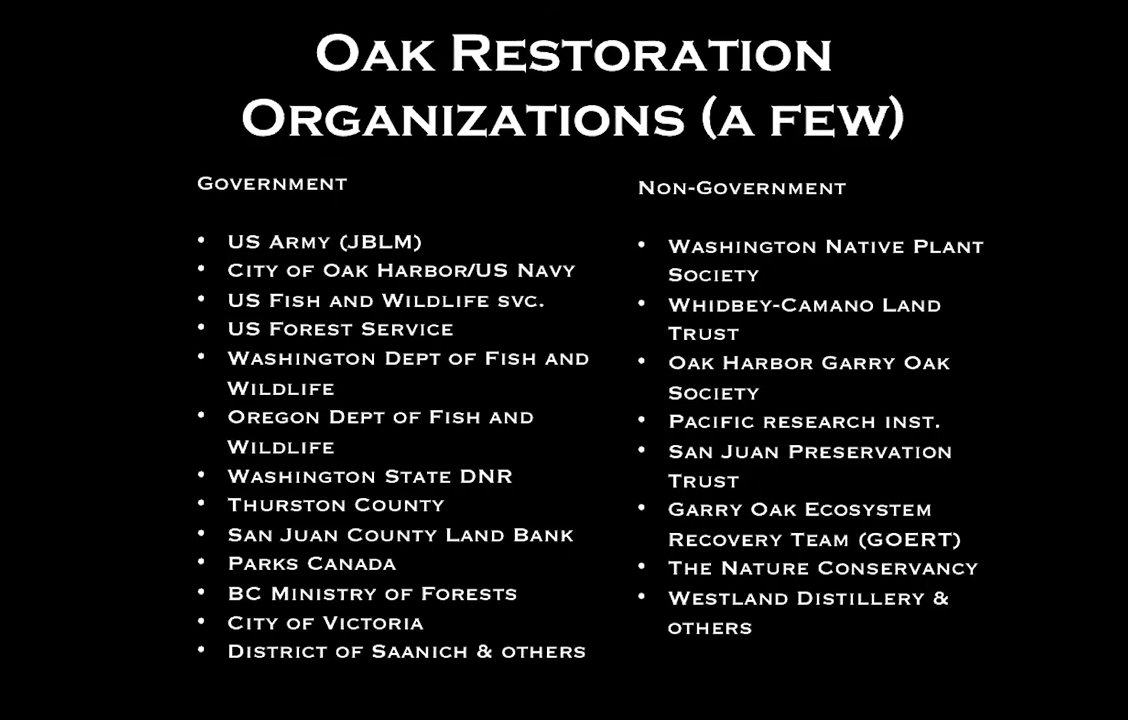 Oak Restoration
Organizations (a few)
Government
• US Army (JBLM)
• City of Oak Harbor/US Navy
• US Fish and Wildlife svc.
• US Forest Service
• Washington Dept of Fish and
Wildlife
• Oregon Dept of Fish and
Wildlife
• Washington State DNR
• Thurston County
• San Juan County Land Bank
• Parks Canada
• BC Ministry of Forests
• City of Victoria
• District of Saanich & others
Non-Government
• Washington Native Plant
Society
• Whidbey-Camano Land
Trust
• Oak Harbor Garry Oak
Society
• Pacific research inst.
• San Juan Preservation
Trust
• Garry Oak Ecosystem
Recovery Team (GOERT)
• The Nature Conservancy
• Westland Distillery &
others